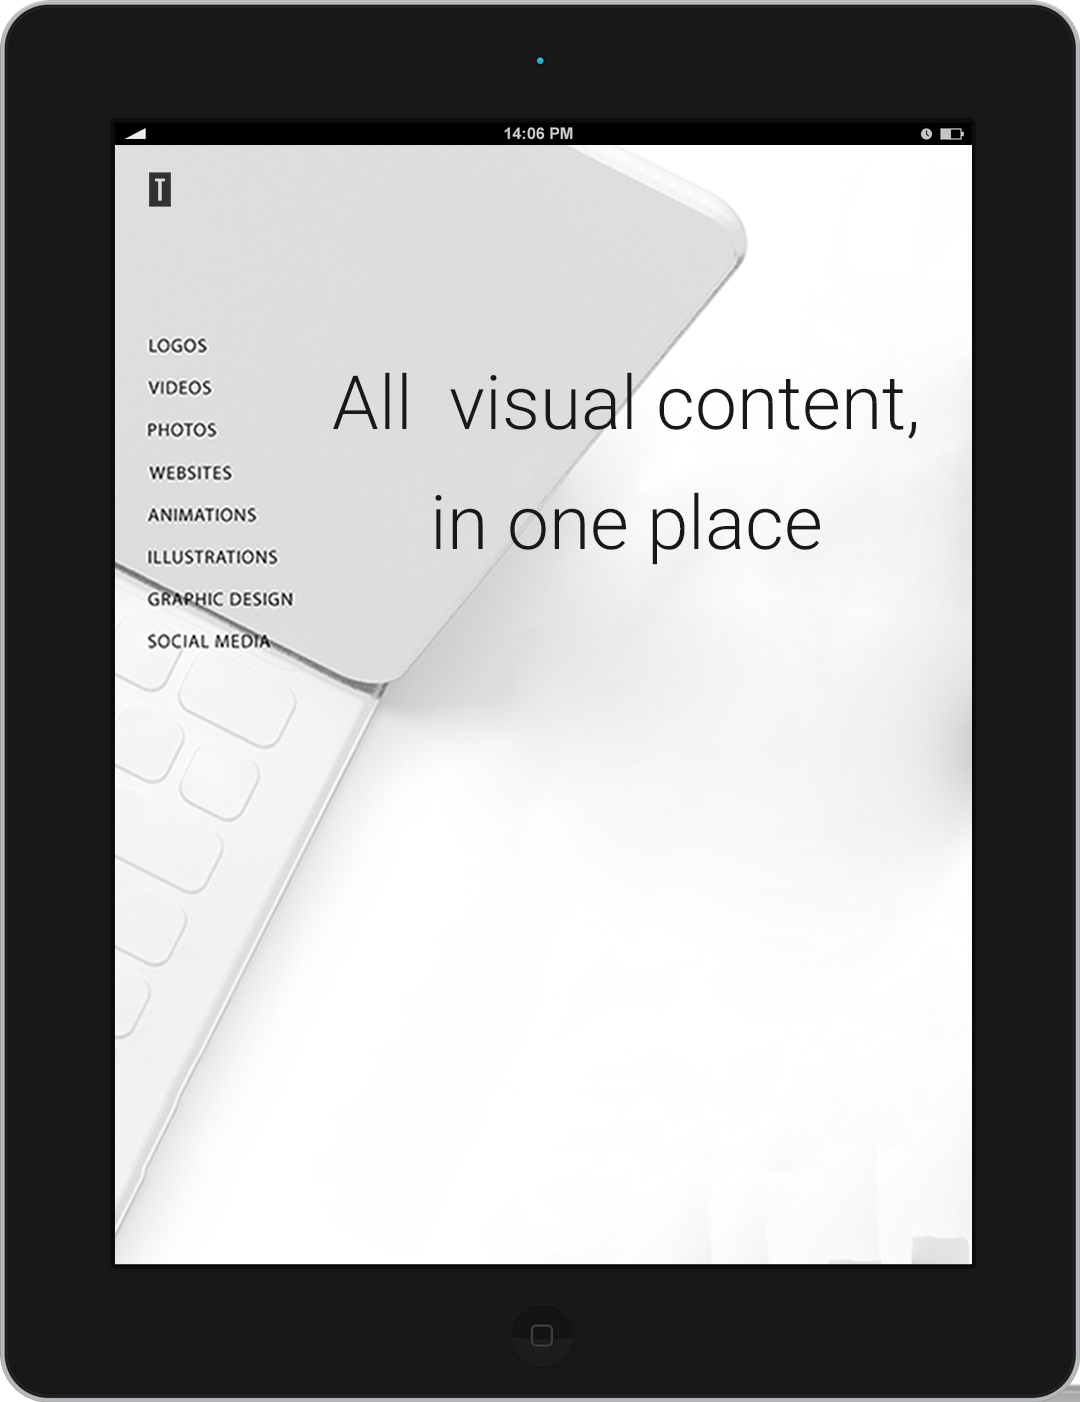 14:06 PM
T
LOGOS
VIDEOS
PHOTOS
WEBSITES
ANIMATIONS
ILLUSTRATIONS
GRAPHIC DESIGN
SOCIAL MEDIA
All  visual content,
in one place